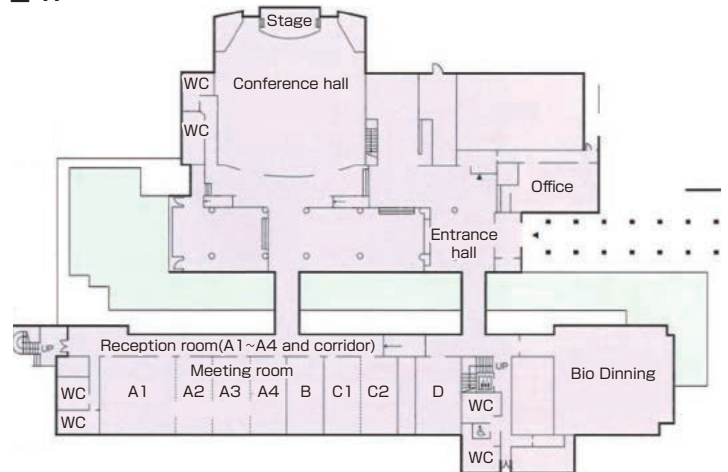 Stage
Conference hall
WC
WC
Office
Entrance
hall
UP
Reception room(A1~A4 and corridor)
Meeting room
UP
Bio Dinning
WC
A1
A2
A3
A4
B
C1
C2
D
WC
WC
WC